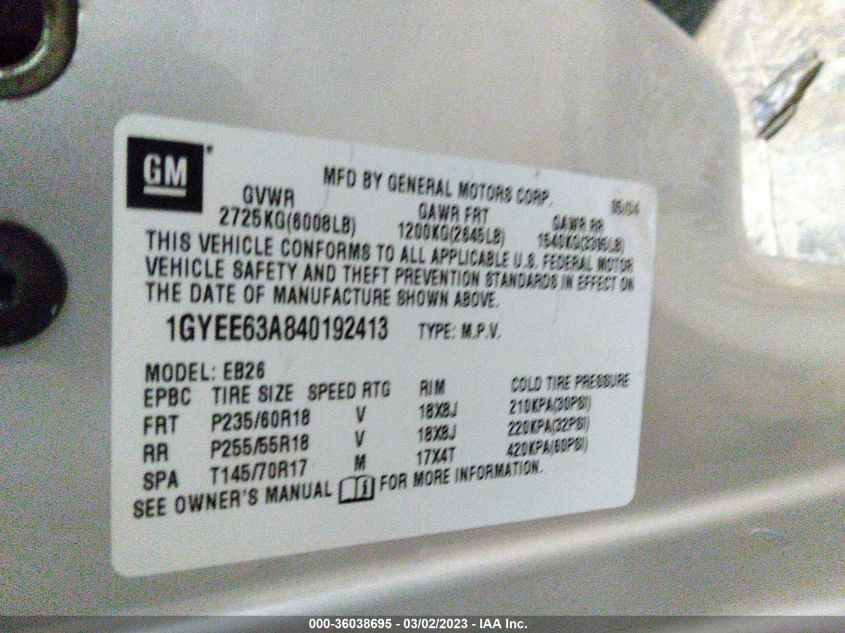 GM
MFD BY GENERAL MOTORS CORP. 05/04
GVWR GAWR FRT GAWR RR
2725KG(6008LB) 1200KG(2645LB) 1540KG(3395LB)
THIS VEHICLE CONFORMS TO ALL APPLICABLE U.S. FEDERAL MOTOR
VEHICLE SAFETY AND THEFT PREVENTION STANDARDS IN EFFECT ON
THE DATE OF MANUFACTURE SHOWN ABOVE.
1GYEE63A840192413 TYPE: M.P.V.
MODEL: EB26
EPBC TIRE SIZE SPEED RTG RIM COLD TIRE PRESSURE
FRT P235/60R18 V 18X8J 210KPA(30PSI)
RR P255/55R18 V 18X8J 220KPA(32PSI)
SPA T145/70R17 M 17X4T 420KPA(60PSI)
SEE OWNER'S MANUAL FOR MORE INFORMATION.
000-36038695 - 03/02/2023 - IAA Inc.